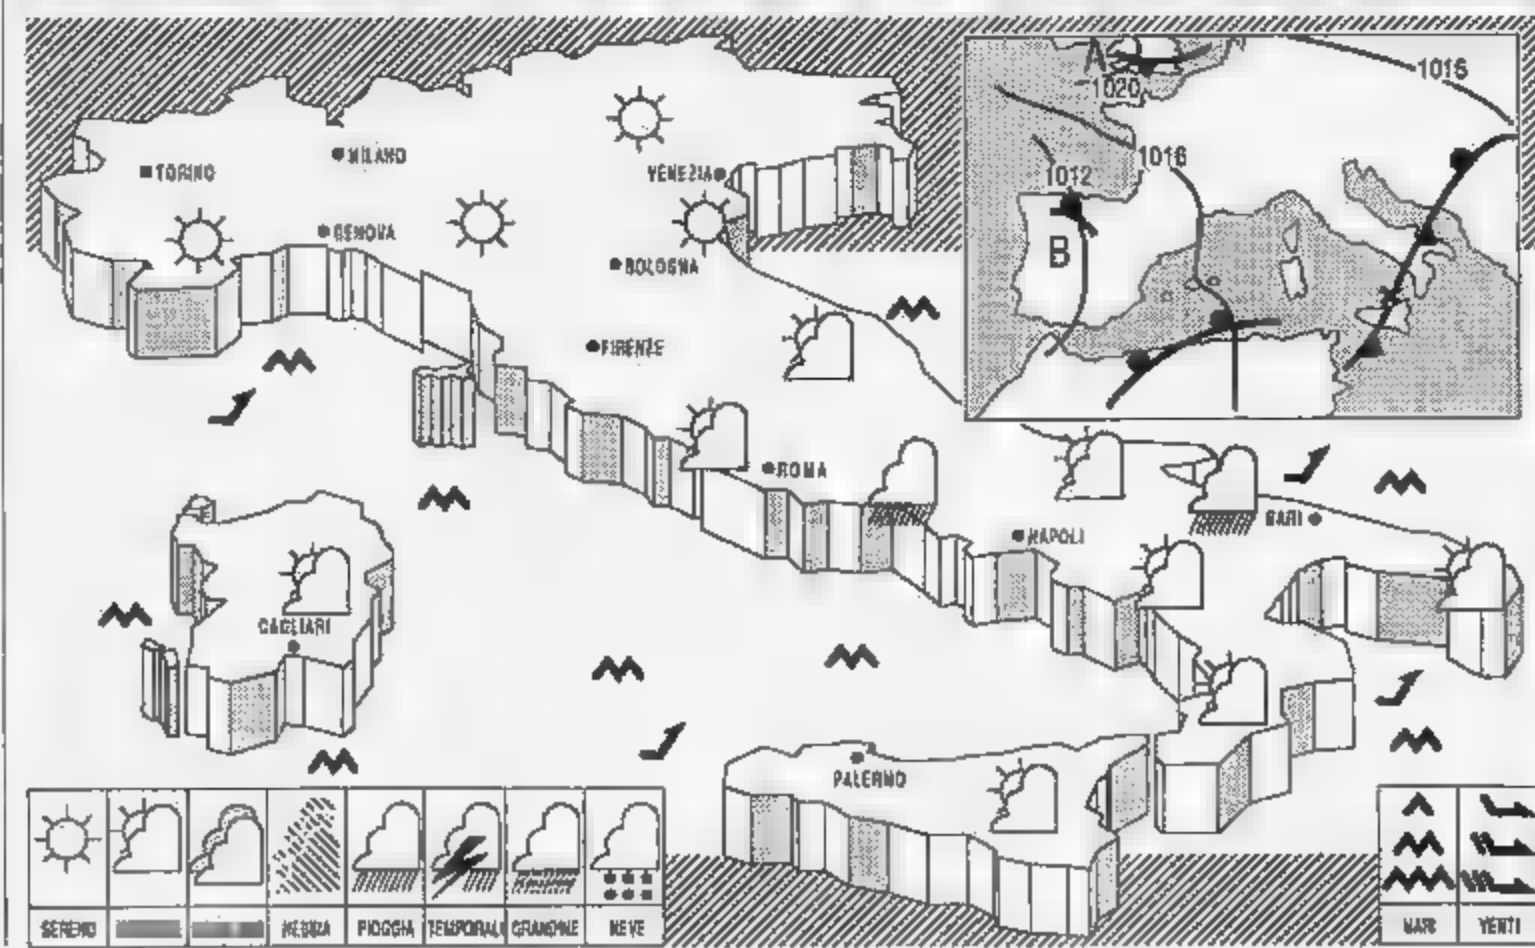 A
1020
1016
1016
1012
B
MILANO
TORINO
VENEZIA
GENOVA
BOLOGNA
FIRENZE
ROMA
BARI
NAPOLI
CAGLIARI
PALERMO
SERENO
NEBBIA
PIOGGIA
TEMPORALI
GRANDINE
NEVE
MARI
VENTI